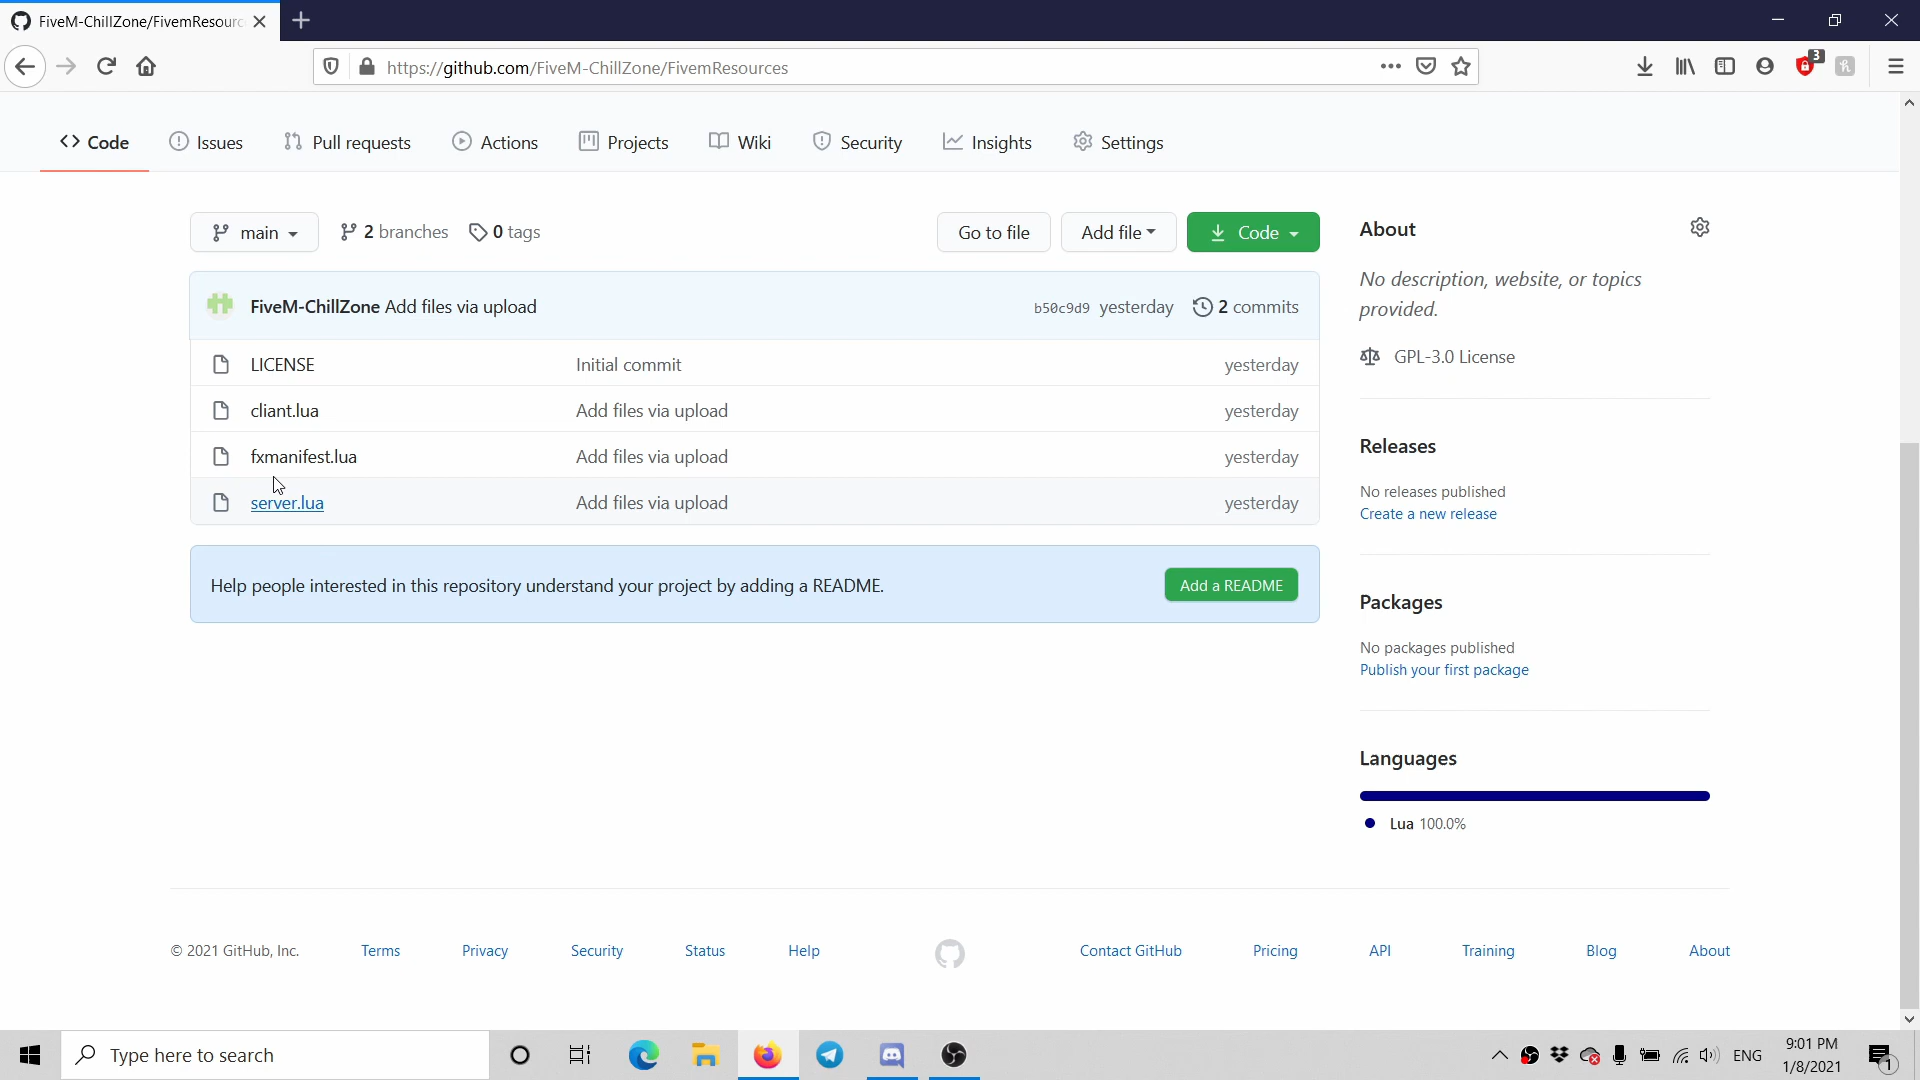 FiveM-ChillZone/FivemResourc
https://github.com/FiveM-ChillZone/FivemResources
3
Code Issues Pull requests Actions Projects Wiki Security Insights Settings
main 2 branches 0 tags Go to file Add file Code
FiveM-ChillZone Add files via upload b50c9d9 yesterday 2 commits
LICENSE Initial commit yesterday
cliant.lua Add files via upload yesterday
fxmanifest.lua Add files via upload yesterday
server.lua Add files via upload yesterday
Help people interested in this repository understand your project by adding a README. Add a README
About
No description, website, or topics
provided.
GPL-3.0 License
Releases
No releases published
Create a new release
Packages
No packages published
Publish your first package
Languages
Lua 100.0%
© 2021 GitHub, Inc. Terms Privacy Security Status Help Contact GitHub Pricing API Training Blog About
Type here to search
ENG
9:01 PM
1/8/2021
1